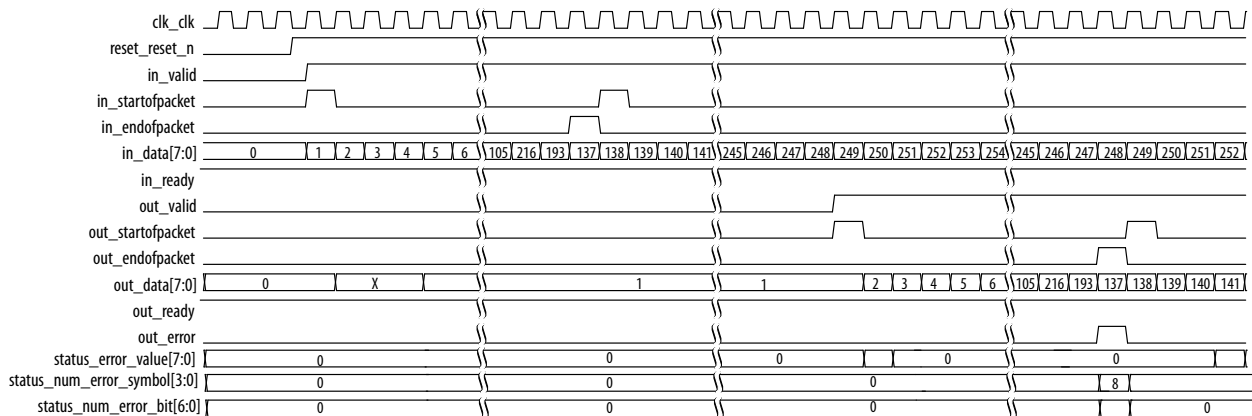 clk_clk
reset_reset_n
in_valid
in_startofpacket
in_endofpacket
in_data[7:0] 0 1 2 3 4 5 6 105 216 193 137 138 139 140 141 245 246 247 248 249 250 251 252 253 254 245 246 247 248 249 250 251 252
in_ready
out_valid
out_startofpacket
out_endofpacket
out_data[7:0] 0 X 1 1 2 3 4 5 6 105 216 193 137 138 139 140 141
out_ready
out_error
status_error_value[7:0] 0 0 0 0 0
status_num_error_symbol[3:0] 0 0 0 8
status_num_error_bit[6:0] 0 0 0 0